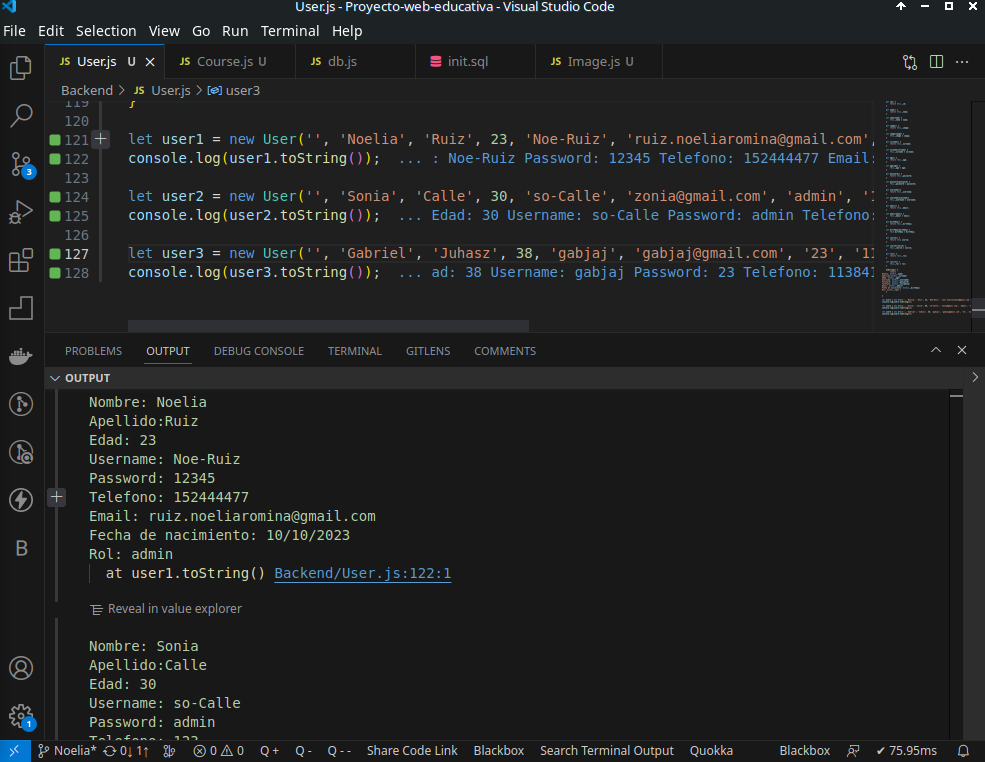 User.js - Proyecto-web-educativa - Visual Studio Code
File Edit Selection View Go Run Terminal Help
JS User.js U JS Course.js U JS db.js init.sql JS Image.js U
Backend > JS User.js > user3
119 }
120
121 let user1 = new User('', 'Noelia', 'Ruiz', 23, 'Noe-Ruiz', 'ruiz.noeliaromina@gmail.com',
122 console.log(user1.toString()); ... : Noe-Ruiz Password: 12345 Telefono: 152444477 Email:
123
124 let user2 = new User('', 'Sonia', 'Calle', 30, 'so-Calle', 'zonia@gmail.com', 'admin', '1
125 console.log(user2.toString()); ... Edad: 30 Username: so-Calle Password: admin Telefono:
126
127 let user3 = new User('', 'Gabriel', 'Juhasz', 38, 'gabjaj', 'gabjaj@gmail.com', '23', '11
128 console.log(user3.toString()); ... ad: 38 Username: gabjaj Password: 23 Telefono: 113841
PROBLEMS OUTPUT DEBUG CONSOLE TERMINAL GITLENS COMMENTS
OUTPUT
Nombre: Noelia
Apellido:Ruiz
Edad: 23
Username: Noe-Ruiz
Password: 12345
Telefono: 152444477
Email: ruiz.noeliaromina@gmail.com
Fecha de nacimiento: 10/10/2023
Rol: admin
at user1.toString() Backend/User.js:122:1
Reveal in value explorer
Nombre: Sonia
Apellido:Calle
Edad: 30
Username: so-Calle
Password: admin
Telefono: 123
3
B
1
Noelia* 0↓ 1↑ 0 0 Q + Q - Q - - Share Code Link Blackbox Search Terminal Output Quokka Blackbox ✔ 75.95ms